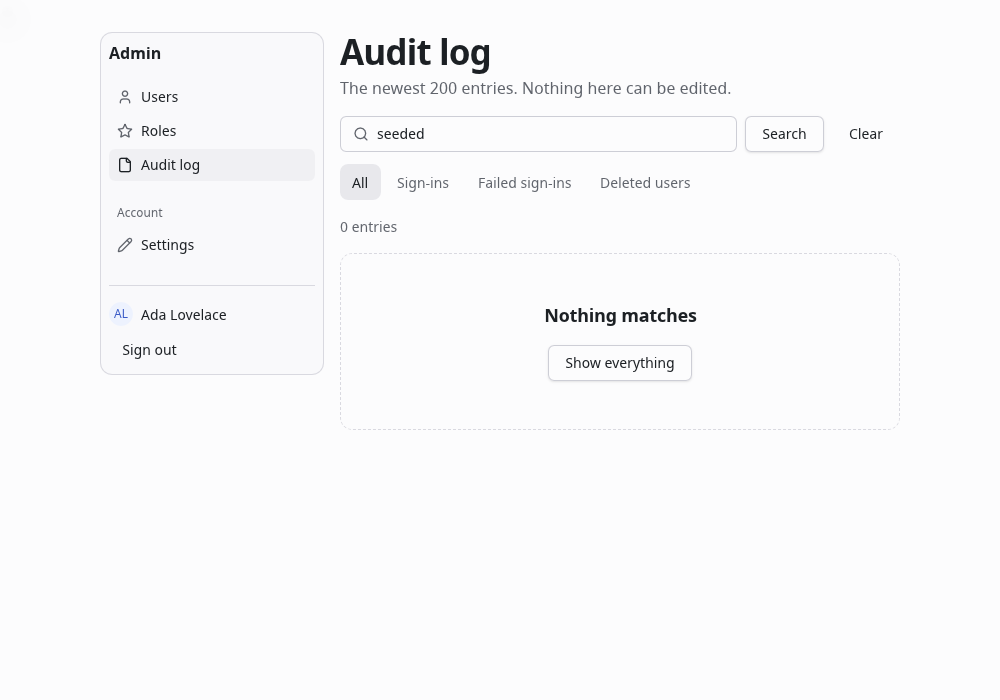 Admin
Users
Roles
Audit log
Account
Settings
AL Ada Lovelace
Sign out
Audit log
The newest 200 entries. Nothing here can be edited.
seeded Search Clear
All Sign-ins Failed sign-ins Deleted users
0 entries
Nothing matches
Show everything